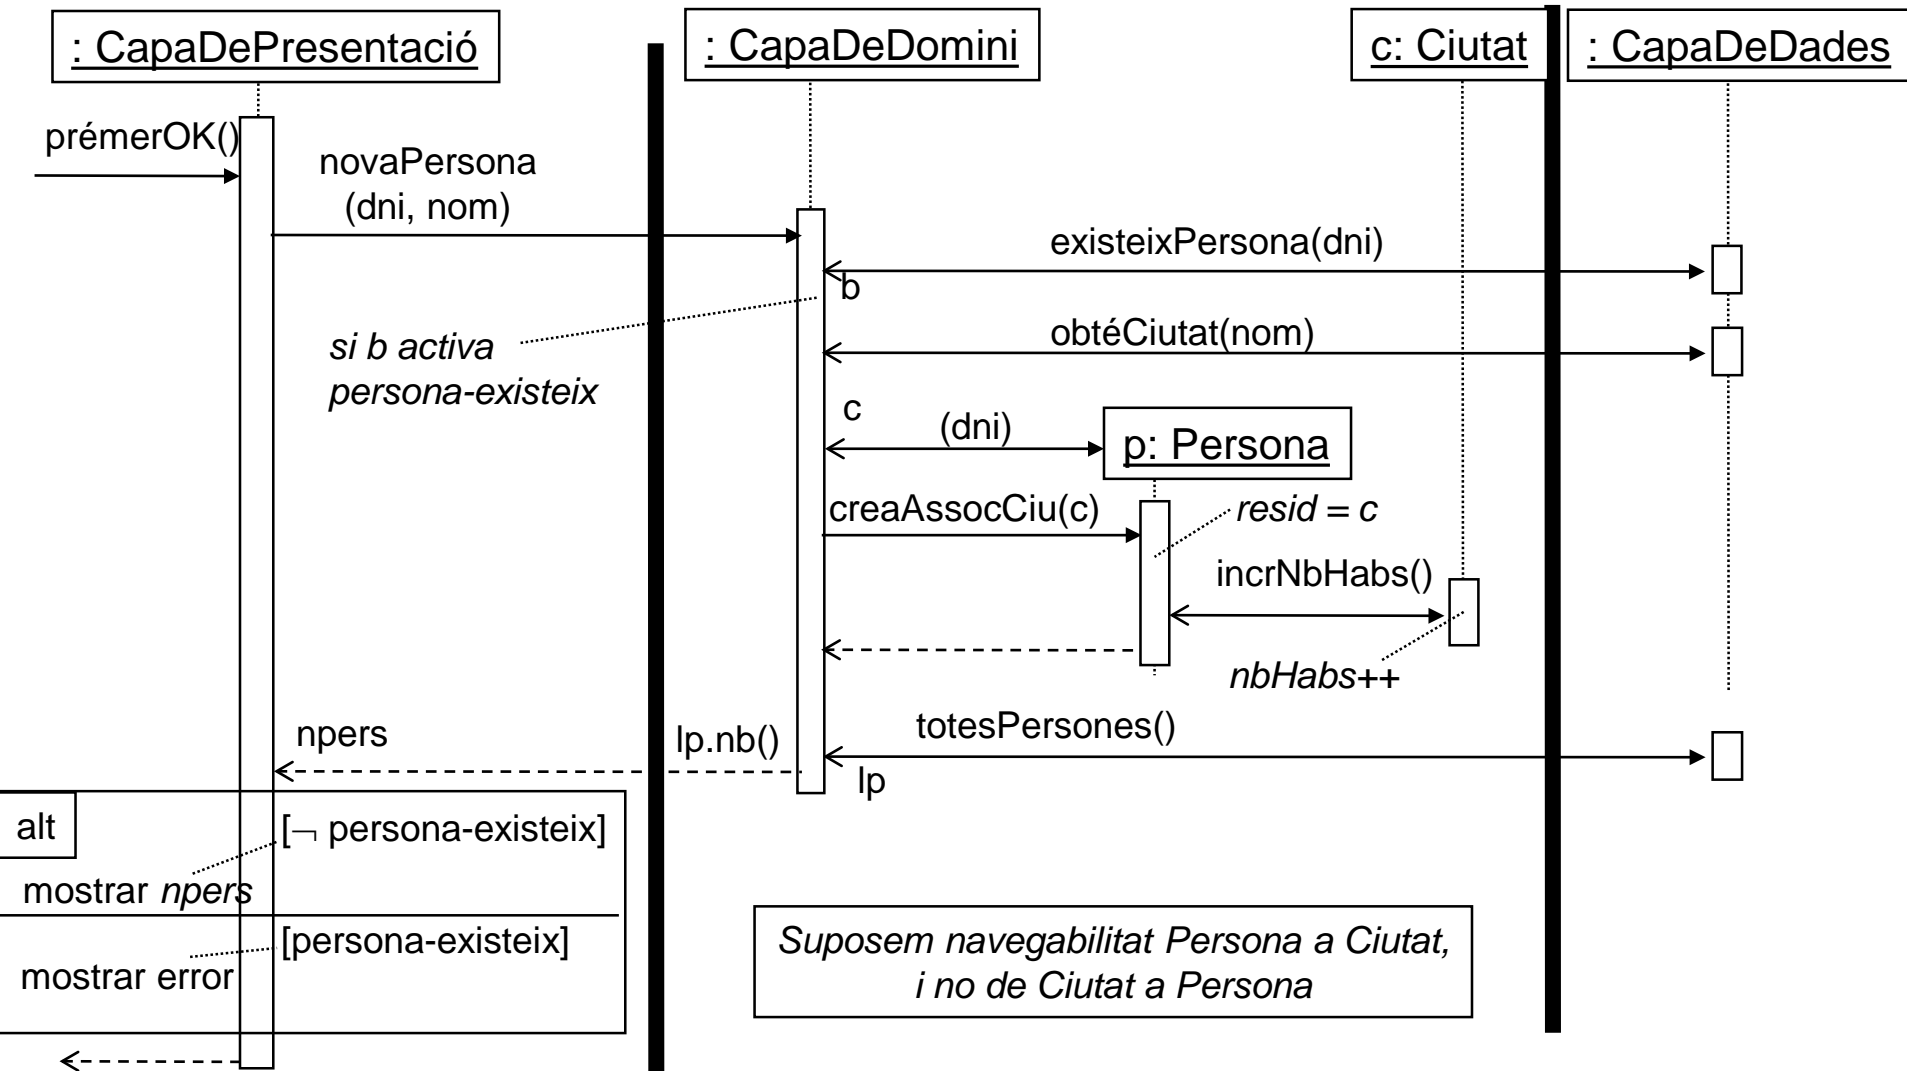 : CapaDePresentació
: CapaDeDomini
c: Ciutat
: CapaDeDades
prémerOK()
novaPersona
(dni, nom)
existeixPersona(dni)
b
si b activa
persona-existeix
obtéCiutat(nom)
c
(dni)
p: Persona
creaAssocCiu(c)
resid = c
incrNbHabs()
nbHabs++
npers
lp.nb()
totesPersones()
lp
alt
[¬ persona-existeix]
mostrar npers
[persona-existeix]
mostrar error
Suposem navegabilitat Persona a Ciutat,
i no de Ciutat a Persona